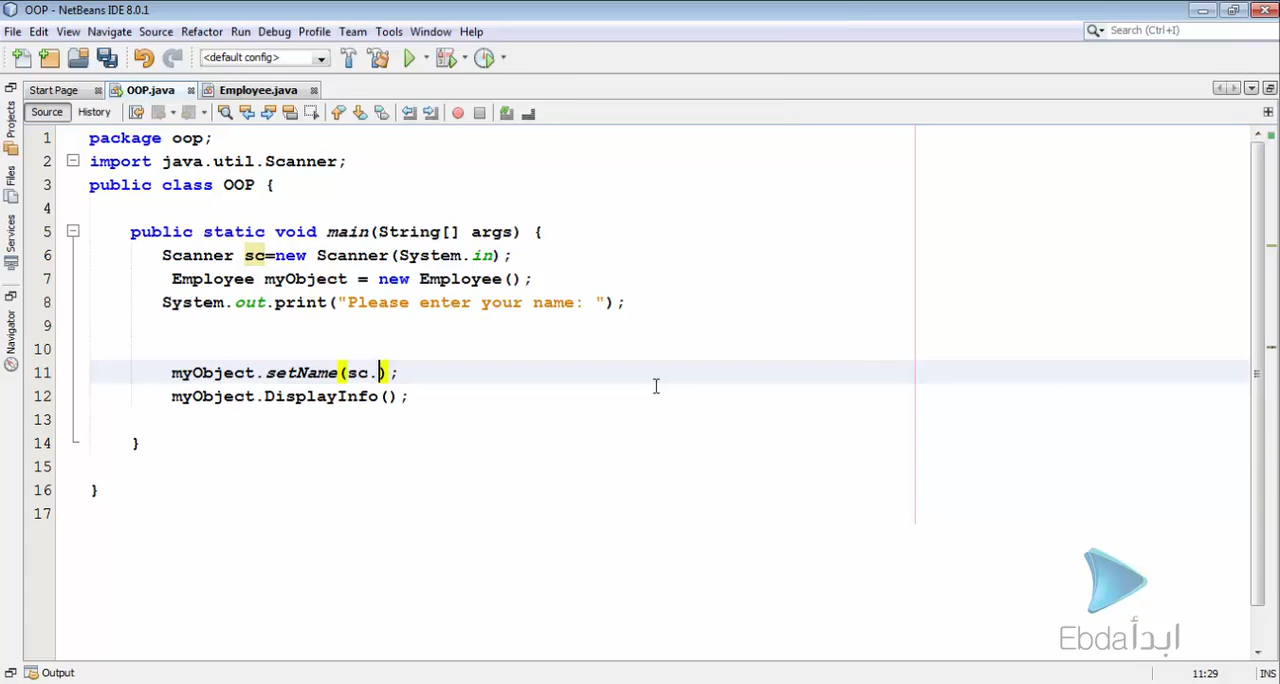 OOP - NetBeans IDE 8.0.1
File Edit View Navigate Source Refactor Run Debug Profile Team Tools Window Help
Search (Ctrl+I)
<default config>
Start Page OOP.java Employee.java
Source History
Projects
Files
Services
Navigator
1 package oop;
2 import java.util.Scanner;
3 public class OOP {
4
5 public static void main(String[] args) {
6 Scanner sc=new Scanner(System.in);
7 Employee myObject = new Employee();
8 System.out.print("Please enter your name: ");
9
10
11 myObject.setName(sc.);
12 myObject.DisplayInfo();
13
14 }
15
16 }
17
Ebda ابدأ
Output
11:29 INS